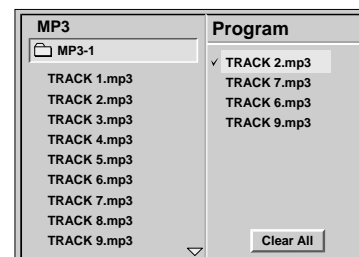 MP3
MP3-1
TRACK 1.mp3
TRACK 2.mp3
TRACK 3.mp3
TRACK 4.mp3
TRACK 5.mp3
TRACK 6.mp3
TRACK 7.mp3
TRACK 8.mp3
TRACK 9.mp3
Program
TRACK 2.mp3
TRACK 7.mp3
TRACK 6.mp3
TRACK 9.mp3
Clear All